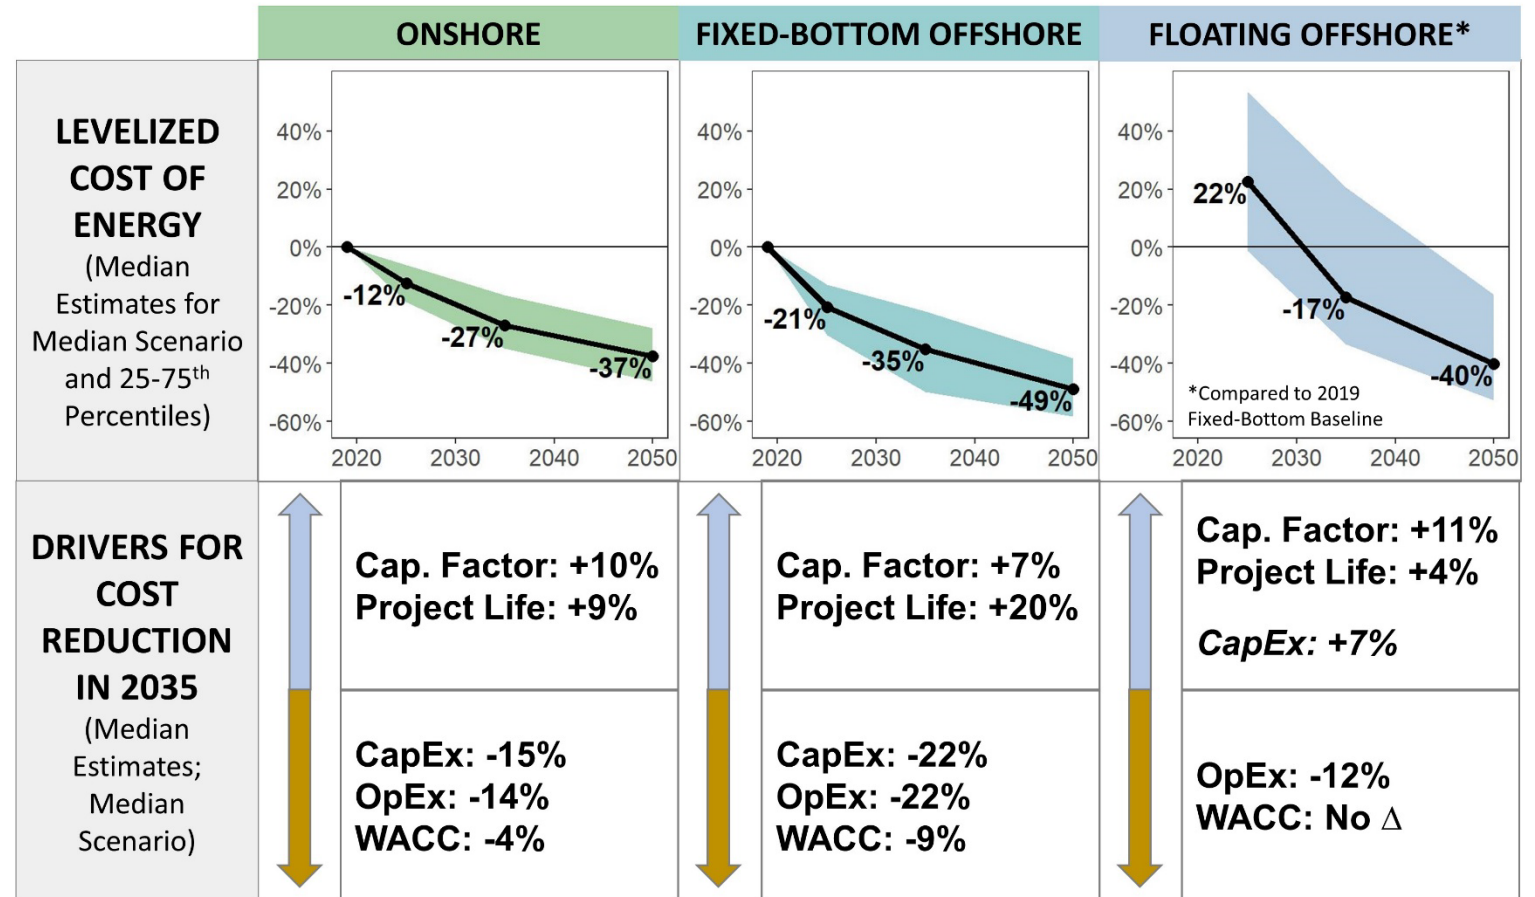 ONSHORE
FIXED-BOTTOM OFFSHORE
FLOATING OFFSHORE*
LEVELIZED
COST OF
ENERGY
(Median
Estimates for
Median Scenario
and 25-75th
Percentiles)
40%
20%
0%
-20%
-40%
-60%
-12%
-27%
-37%
2020
2030
2040
2050
40%
20%
0%
-20%
-40%
-60%
-21%
-35%
-49%
2020
2030
2040
2050
40%
20%
0%
-20%
-40%
-60%
22%
-17%
-40%
*Compared to 2019
Fixed-Bottom Baseline
2020
2030
2040
2050
DRIVERS FOR
COST
REDUCTION
IN 2035
(Median
Estimates;
Median
Scenario)
Cap. Factor: +10%
Project Life: +9%
CapEx: -15%
OpEx: -14%
WACC: -4%
Cap. Factor: +7%
Project Life: +20%
CapEx: -22%
OpEx: -22%
WACC: -9%
Cap. Factor: +11%
Project Life: +4%
CapEx: +7%
OpEx: -12%
WACC: No Δ